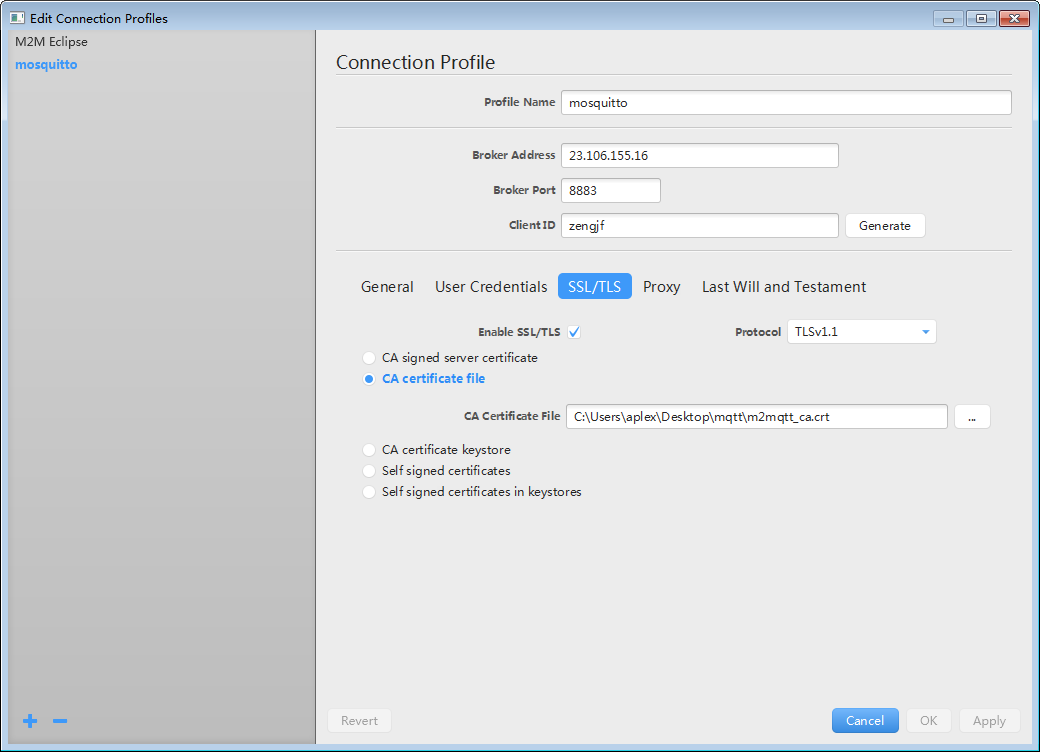 Edit Connection Profiles
M2M Eclipse
mosquitto
Connection Profile
Profile Name mosquitto
Broker Address 23.106.155.16
Broker Port 8883
Client ID zengjf Generate
General User Credentials SSL/TLS Proxy Last Will and Testament
Enable SSL/TLS Protocol TLSv1.1
CA signed server certificate
CA certificate file
CA Certificate File C:\Users\aplex\Desktop\mqtt\m2mqtt_ca.crt ...
CA certificate keystore
Self signed certificates
Self signed certificates in keystores
Revert Cancel OK Apply